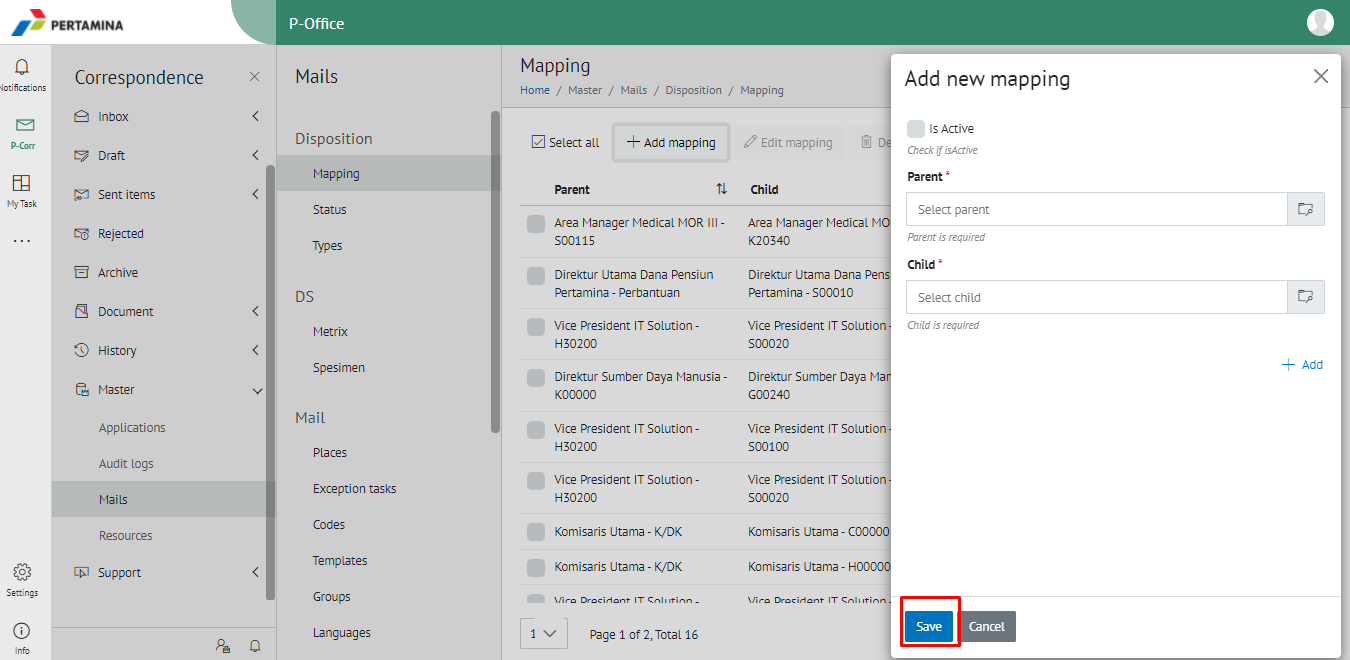 PERTAMINA
P-Office
Notifications
P-Corr
My Task
...
Settings
Info
Correspondence
Inbox
Draft
Sent items
Rejected
Archive
Document
History
Master
Applications
Audit logs
Mails
Resources
Support
Mails
Disposition
Mapping
Status
Types
DS
Metrix
Spesimen
Mail
Places
Exception tasks
Codes
Templates
Groups
Languages
Mapping
Home / Master / Mails / Disposition / Mapping
Select all + Add mapping Edit mapping De
Parent Child
Area Manager Medical MOR III - Area Manager Medical MO
S00115 K20340
Direktur Utama Dana Pensiun Direktur Utama Dana Pens
Pertamina - Perbantuan Pertamina - S00010
Vice President IT Solution - Vice President IT Solution -
H30200 S00020
Direktur Sumber Daya Manusia - Direktur Sumber Daya Man
K00000 G00240
Vice President IT Solution - Vice President IT Solution -
H30200 S00100
Vice President IT Solution - Vice President IT Solution -
H30200 S00020
Komisaris Utama - K/DK Komisaris Utama - C00000
Komisaris Utama - K/DK Komisaris Utama - H00000
Vice President IT Solution - Vice President IT Solution -
1 Page 1 of 2, Total 16
Add new mapping
Is Active
Check if isActive
Parent *
Select parent
Parent is required
Child *
Select child
Child is required
+ Add
Save Cancel